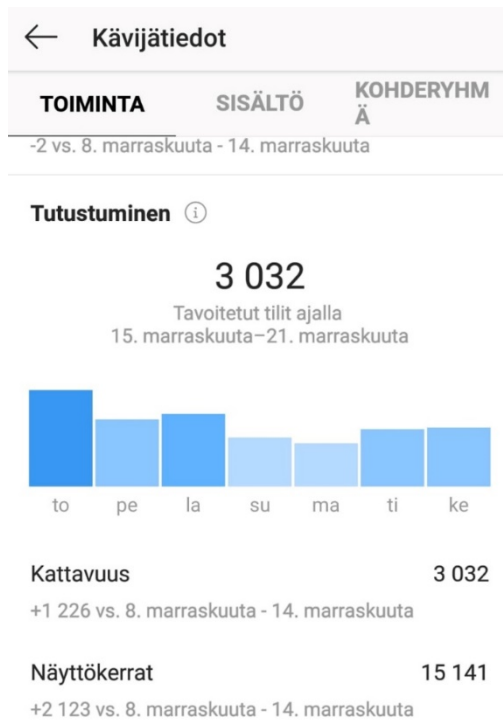 Kävijätiedot
TOIMINTA SISÄLTÖ KOHDERYHM
Ä
-2 vs. 8. marraskuuta - 14. marraskuuta
Tutustuminen
3 032
Tavoitetut tilit ajalla
15. marraskuuta–21. marraskuuta
to pe la su ma ti ke
Kattavuus 3 032
+1 226 vs. 8. marraskuuta - 14. marraskuuta
Näyttökerrat 15 141
+2 123 vs. 8. marraskuuta - 14. marraskuuta